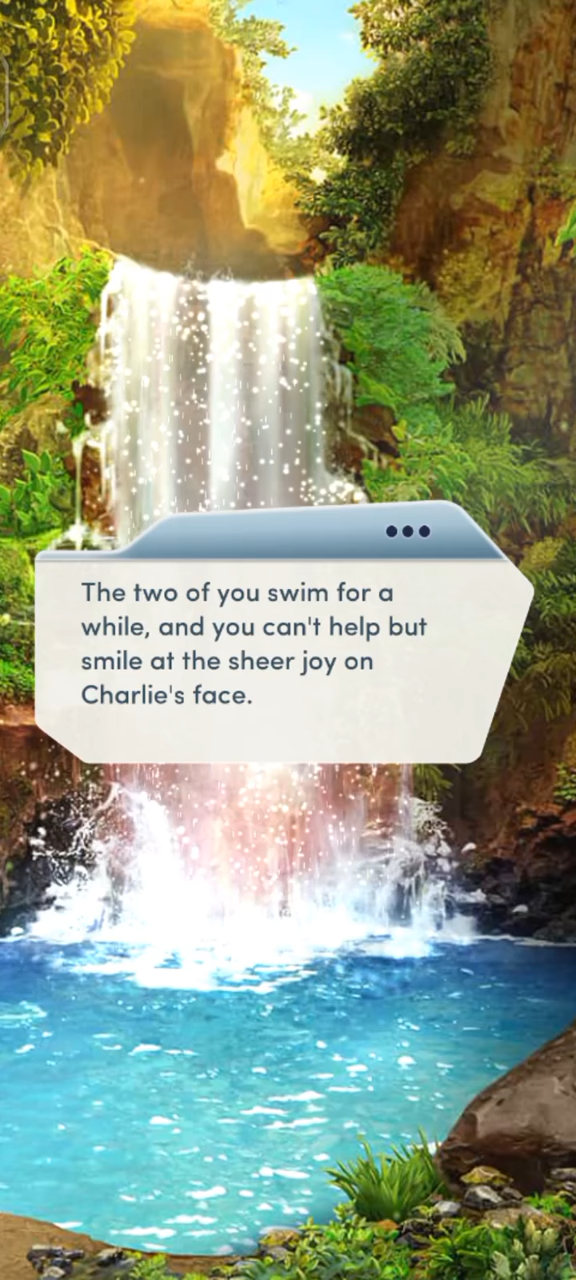 The two of you swim for a
while, and you can't help but
smile at the sheer joy on
Charlie's face.